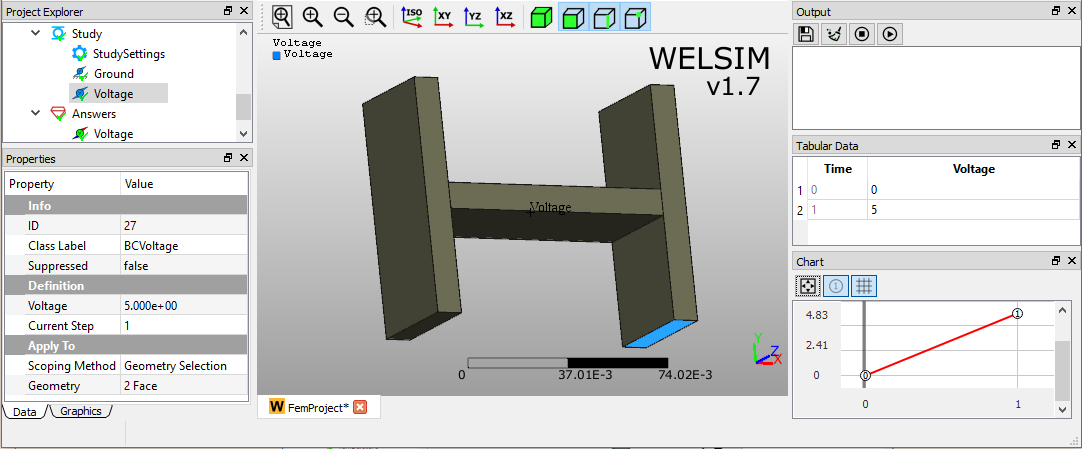 Project Explorer
Study
StudySettings
Ground
Voltage
Answers
Voltage
Properties
Property Value
Info
ID 27
Class Label BCVoltage
Suppressed false
Definition
Voltage 5.000e+00
Current Step 1
Apply To
Scoping Method Geometry Selection
Geometry 2 Face
Data Graphics
ISO XY YZ XZ
Voltage
Voltage
WELSIM
v1.7
Voltage
Y
Z
X
0 37.01E-3 74.02E-3
W FemProject*
Output
Tabular Data
Time Voltage
1 0 0
2 1 5
Chart
1
4.83
2.41
0
0 1
0 1